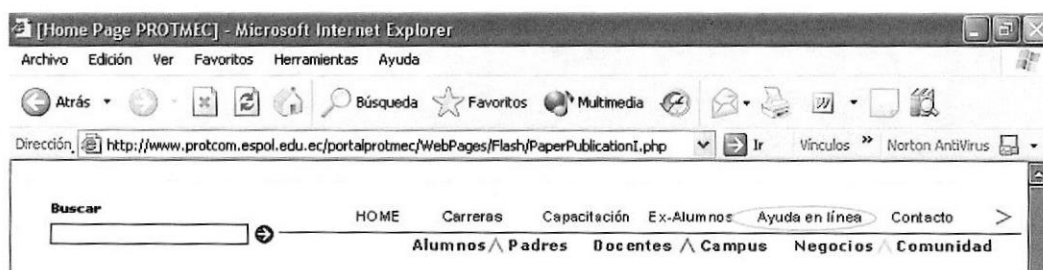 [Home Page PROTMEC] - Microsoft Internet Explorer
Archivo Edición Ver Favoritos Herramientas Ayuda
Atrás Búsqueda Favoritos Multimedia
Dirección http://www.protcom.espol.edu.ec/portalprotmec/WebPages/Flash/PaperPublicationI.php Ir Vínculos » Norton AntiVirus
Buscar
HOME Carreras Capacitación Ex-Alumnos Ayuda en línea Contacto >
Alumnos Padres Docentes Campus Negocios Comunidad